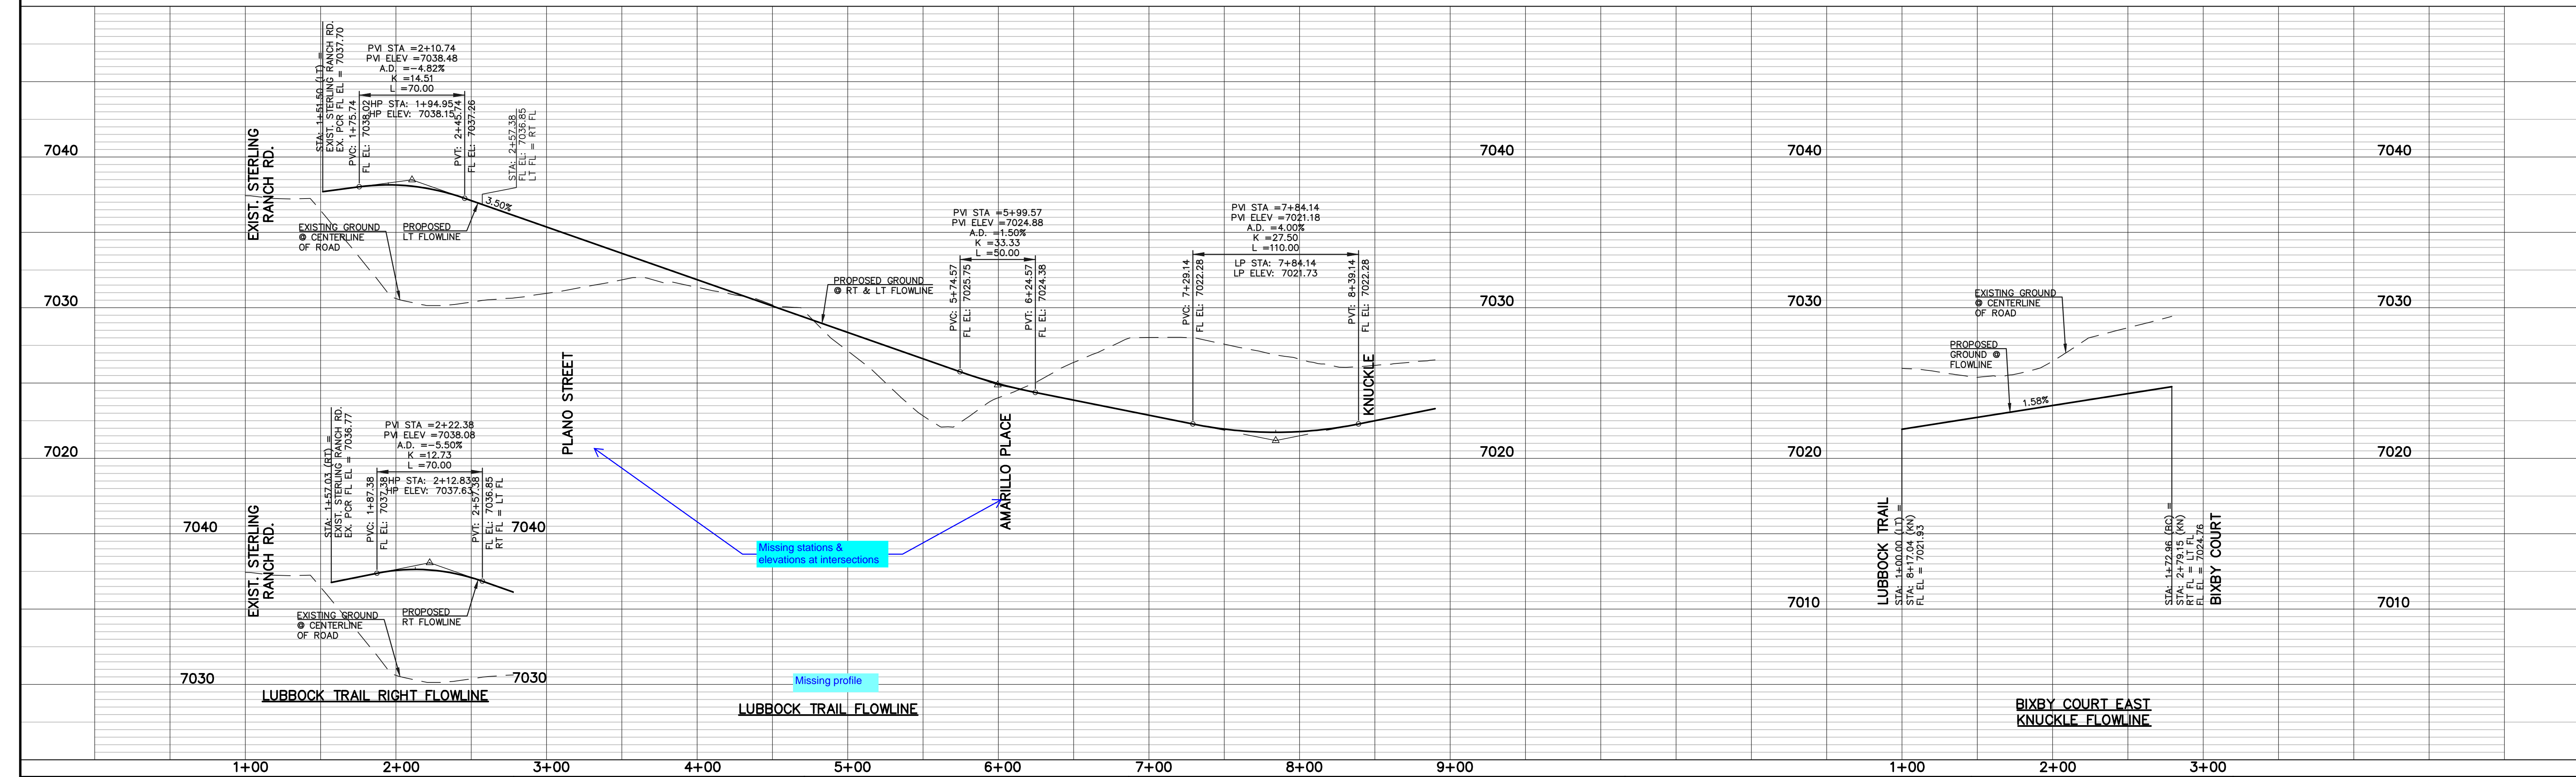 STA: 1+51.50 (LT) =
EXIST. STERLING RANCH RD.
EX. PCR FL EL = 7037.70
PVI STA =2+10.74
PVI ELEV =7038.48
A.D. =-4.82%
K =14.51
L =70.00
HP STA: 1+94.95
HP ELEV: 7038.15
PVC: 1+75.74
FL EL: 7038.02
PVT: 2+45.74
FL EL: 7037.26
STA: 2+57.38
FL EL: 7036.85
LT FL = RT FL
EXIST. STERLING
RANCH RD.
7040
7040
7040
7040
3.50%
EXISTING GROUND
@ CENTERLINE
OF ROAD
PROPOSED
LT FLOWLINE
PVI STA =5+99.57
PVI ELEV =7024.88
A.D. =1.50%
K =33.33
L =50.00
PVC: 5+74.57
FL EL: 7025.75
PVT: 6+24.57
FL EL: 7024.38
PVI STA =7+84.14
PVI ELEV =7021.18
A.D. =4.00%
K =27.50
L =110.00
LP STA: 7+84.14
LP ELEV: 7021.73
PVC: 7+29.14
FL EL: 7022.28
PVT: 8+39.14
FL EL: 7022.28
PROPOSED GROUND
@ RT & LT FLOWLINE
7030
7030
7030
7030
EXISTING GROUND
@ CENTERLINE
OF ROAD
PROPOSED
GROUND @
FLOWLINE
1.58%
PLANO STREET
AMARILLO PLACE
KNUCKLE
7020
7020
7020
7020
STA: 1+57.03 (RT) =
EXIST. STERLING RANCH RD.
EX. PCR FL EL = 7036.77
PVI STA =2+22.38
PVI ELEV =7038.08
A.D. =-5.50%
K =12.73
L =70.00
HP STA: 2+12.83
HP ELEV: 7037.63
PVC: 1+87.38
FL EL: 7037.38
PVT: 2+57.38
FL EL: 7036.85
RT FL = LT FL
EXIST. STERLING
RANCH RD.
7040
7040
Missing stations &
elevations at intersections
LUBBOCK TRAIL
STA: 1+00.00 (LT) =
STA: 8+17.04 (KN)
FL EL = 7021.93
STA: 1+72.96 (BC) =
STA: 2+79.15 (KN)
RT FL = LT FL
FL EL = 7024.76
BIXBY COURT
7010
7010
EXISTING GROUND
@ CENTERLINE
OF ROAD
PROPOSED
RT FLOWLINE
7030
7030
Missing profile
LUBBOCK TRAIL RIGHT FLOWLINE
LUBBOCK TRAIL FLOWLINE
BIXBY COURT EAST
KNUCKLE FLOWLINE
1+00
2+00
3+00
4+00
5+00
6+00
7+00
8+00
9+00
1+00
2+00
3+00